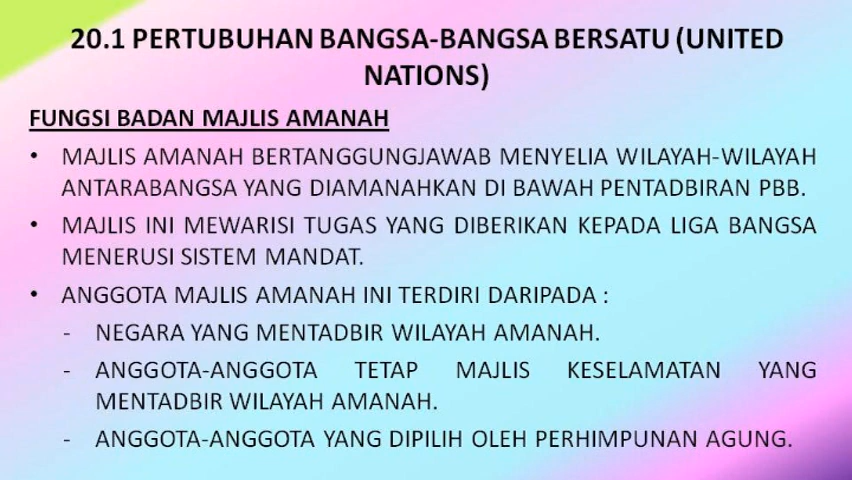 20.1 PERTUBUHAN BANGSA-BANGSA BERSATU (UNITED
NATIONS)
FUNGSI BADAN MAJLIS AMANAH
• MAJLIS AMANAH BERTANGGUNGJAWAB MENYELIA WILAYAH-WILAYAH
ANTARABANGSA YANG DIAMANAHKAN DI BAWAH PENTADBIRAN PBB.
• MAJLIS INI MEWARISI TUGAS YANG DIBERIKAN KEPADA LIGA BANGSA
MENERUSI SISTEM MANDAT.
• ANGGOTA MAJLIS AMANAH INI TERDIRI DARIPADA :
- NEGARA YANG MENTADBIR WILAYAH AMANAH.
- ANGGOTA-ANGGOTA TETAP MAJLIS KESELAMATAN YANG
MENTADBIR WILAYAH AMANAH.
- ANGGOTA-ANGGOTA YANG DIPILIH OLEH PERHIMPUNAN AGUNG.